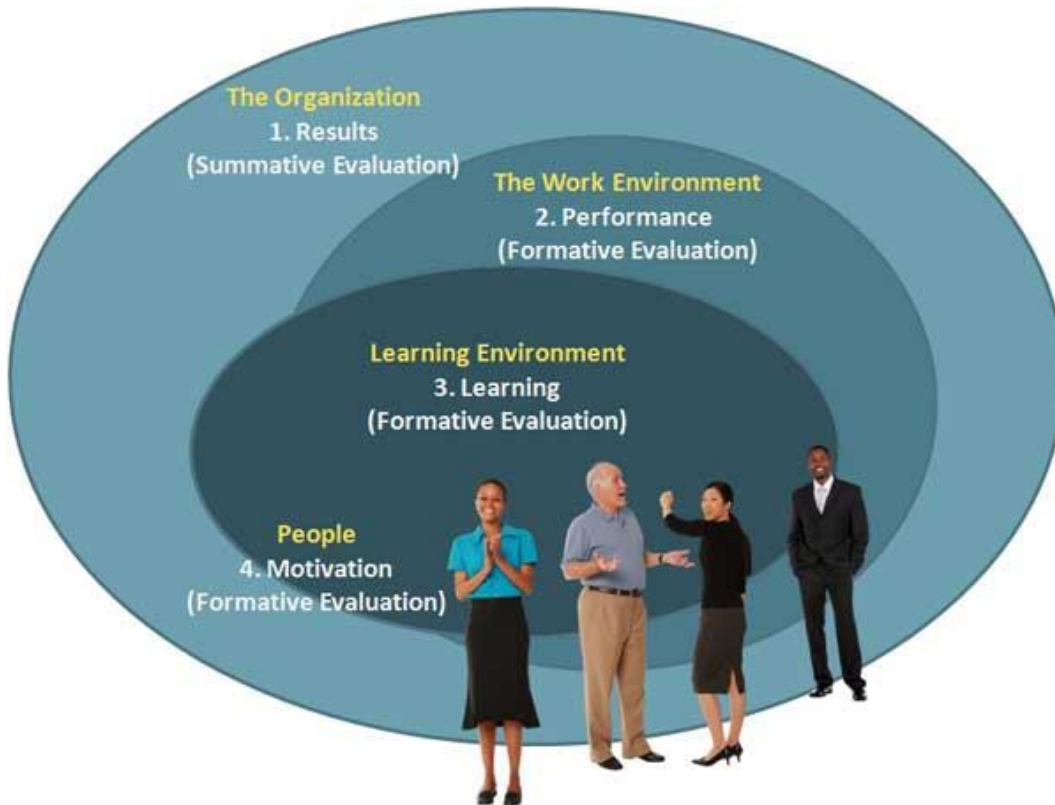 The Organization
1. Results
(Summative Evaluation)
The Work Environment
2. Performance
(Formative Evaluation)
Learning Environment
3. Learning
(Formative Evaluation)
People
4. Motivation
(Formative Evaluation)